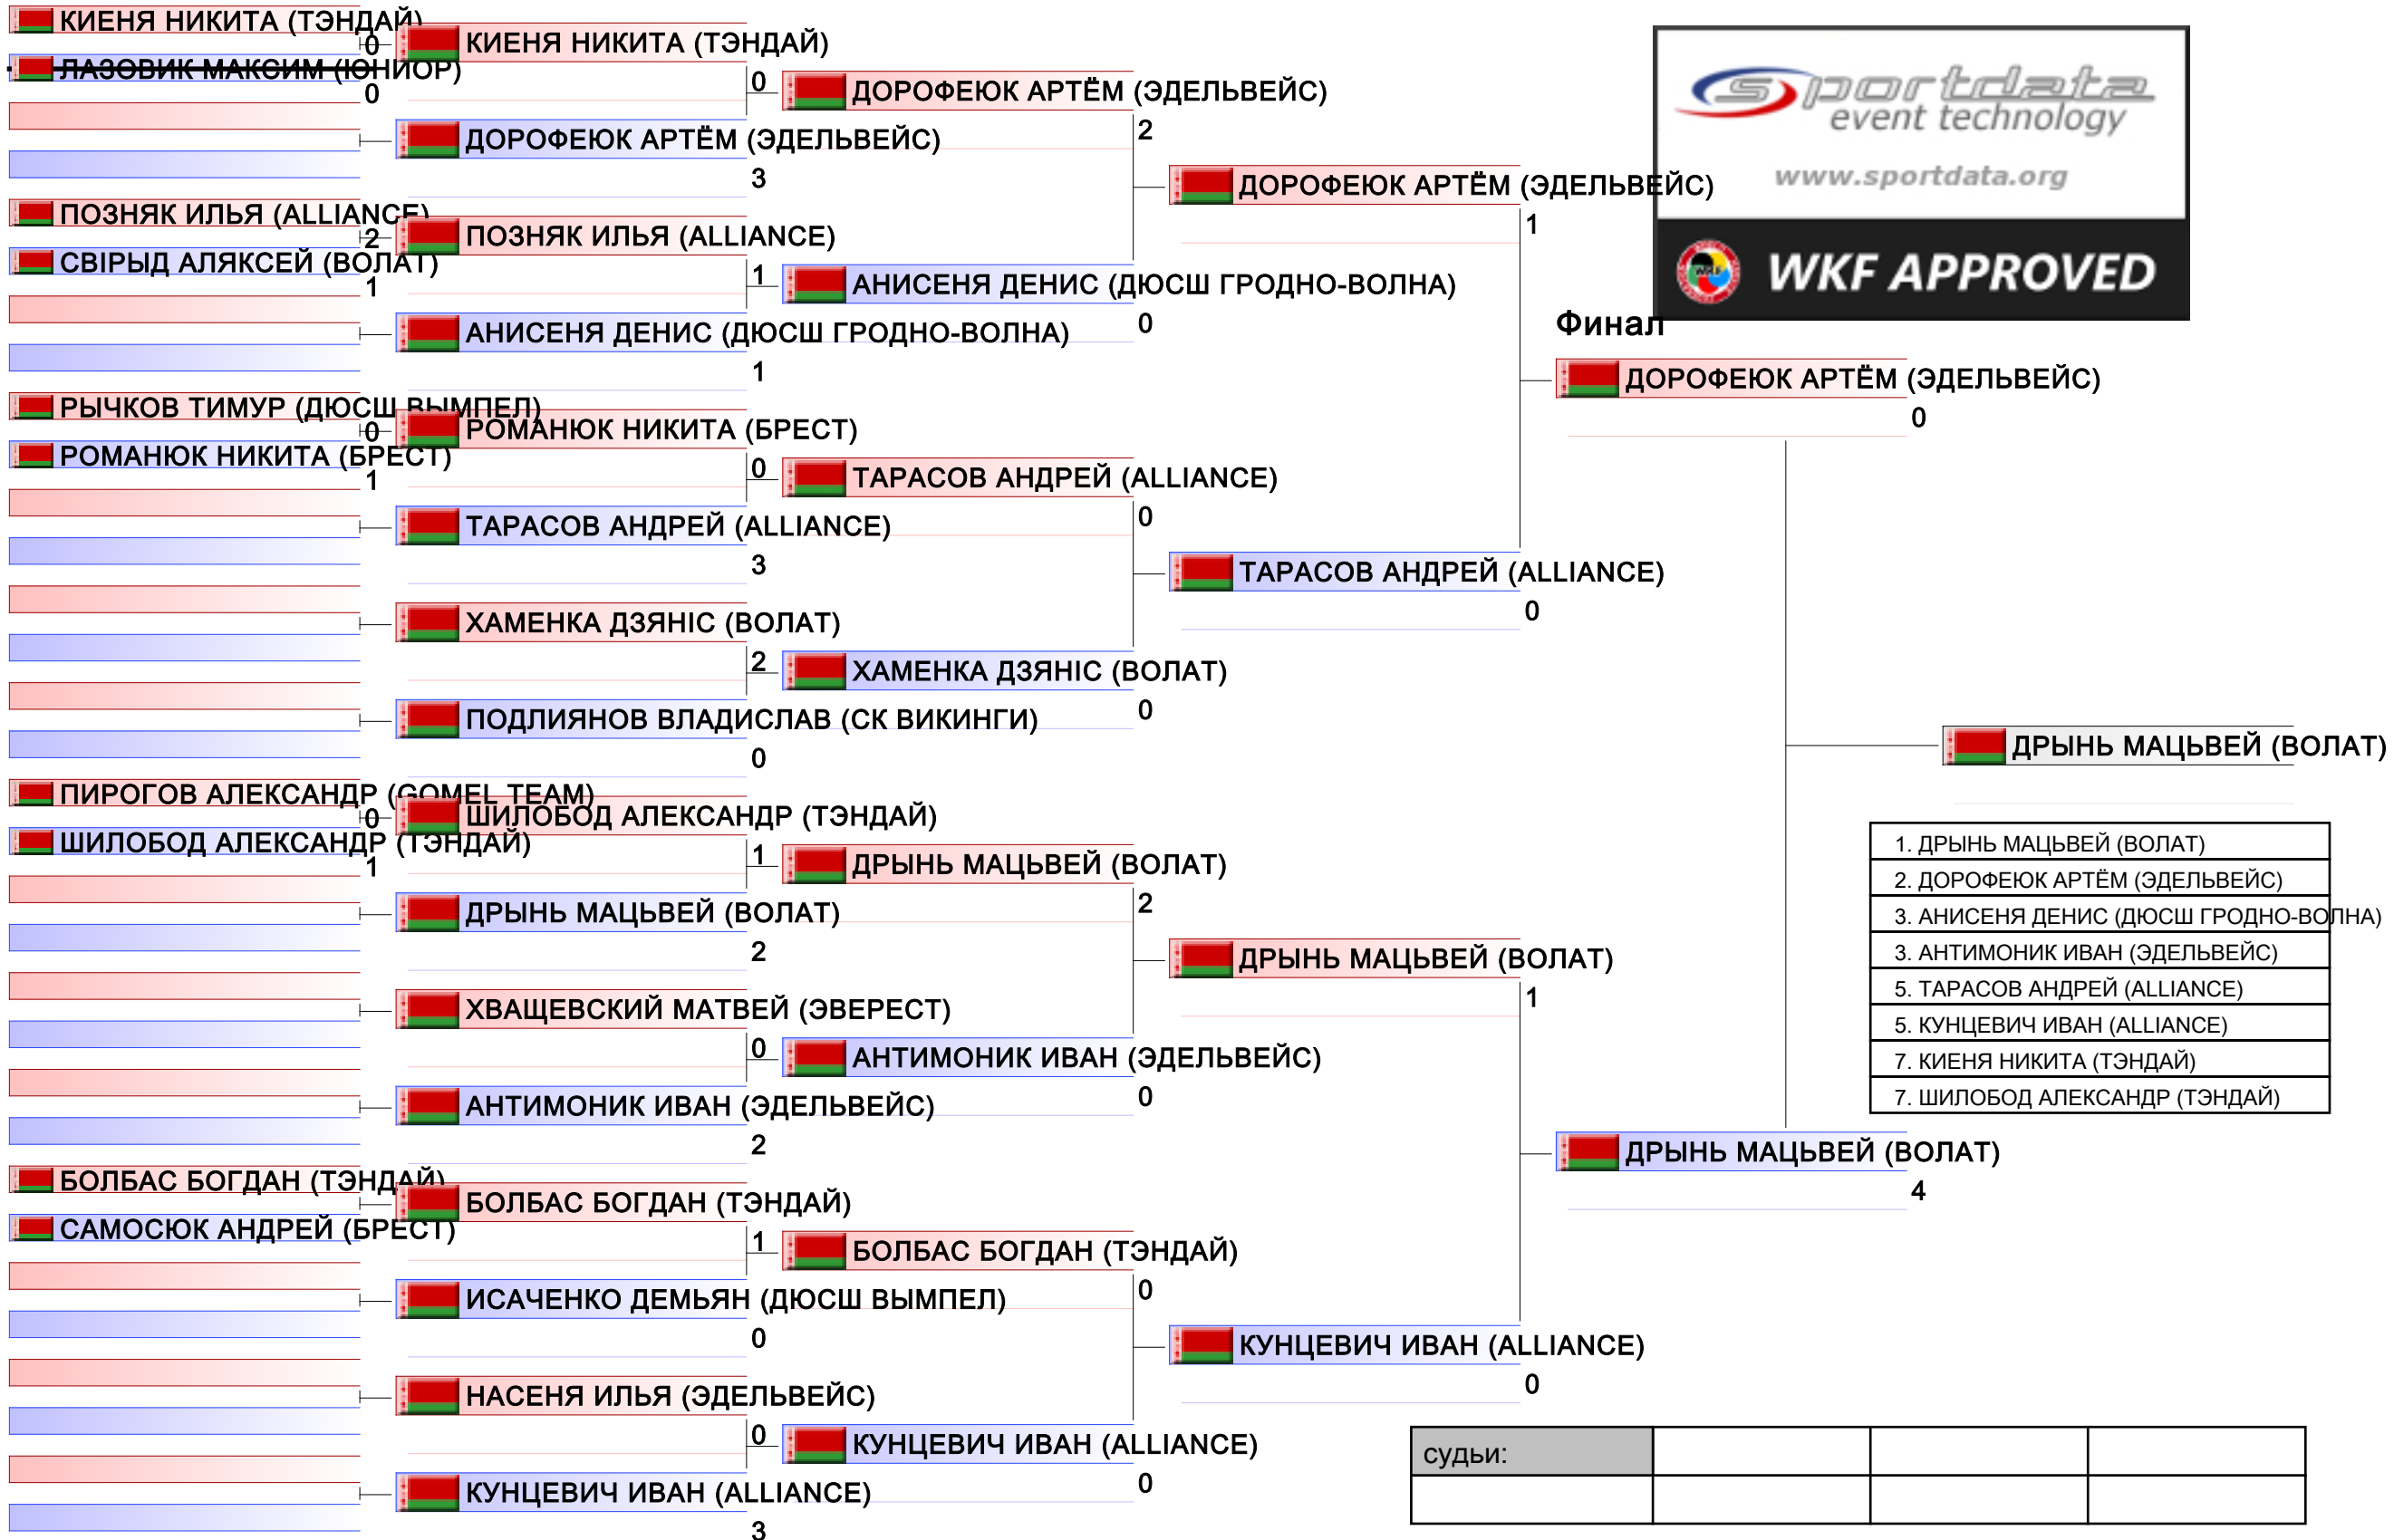 КИЕНЯ НИКИТА (ТЭНДАЙ)
0
ЛАЗОВИК МАКСИМ (ЮНИОР)
0
ПОЗНЯК ИЛЬЯ (ALLIANCE)
2
СВІРЫД АЛЯКСЕЙ (ВОЛАТ)
1
РЫЧКОВ ТИМУР (ДЮСШ ВЫМПЕЛ)
0
РОМАНЮК НИКИТА (БРЕСТ)
1
ПИРОГОВ АЛЕКСАНДР (GOMEL TEAM)
0
ШИЛОБОД АЛЕКСАНДР (ТЭНДАЙ)
1
БОЛБАС БОГДАН (ТЭНДАЙ)
САМОСЮК АНДРЕЙ (БРЕСТ)
КИЕНЯ НИКИТА (ТЭНДАЙ)
0
ДОРОФЕЮК АРТЁМ (ЭДЕЛЬВЕЙС)
3
ПОЗНЯК ИЛЬЯ (ALLIANCE)
1
АНИСЕНЯ ДЕНИС (ДЮСШ ГРОДНО-ВОЛНА)
1
РОМАНЮК НИКИТА (БРЕСТ)
0
ТАРАСОВ АНДРЕЙ (ALLIANCE)
3
ХАМЕНКА ДЗЯНІС (ВОЛАТ)
2
ПОДЛИЯНОВ ВЛАДИСЛАВ (СК ВИКИНГИ)
0
ШИЛОБОД АЛЕКСАНДР (ТЭНДАЙ)
1
ДРЫНЬ МАЦЬВЕЙ (ВОЛАТ)
2
ХВАЩЕВСКИЙ МАТВЕЙ (ЭВЕРЕСТ)
0
АНТИМОНИК ИВАН (ЭДЕЛЬВЕЙС)
2
БОЛБАС БОГДАН (ТЭНДАЙ)
1
ИСАЧЕНКО ДЕМЬЯН (ДЮСШ ВЫМПЕЛ)
0
НАСЕНЯ ИЛЬЯ (ЭДЕЛЬВЕЙС)
0
КУНЦЕВИЧ ИВАН (ALLIANCE)
3
ДОРОФЕЮК АРТЁМ (ЭДЕЛЬВЕЙС)
2
АНИСЕНЯ ДЕНИС (ДЮСШ ГРОДНО-ВОЛНА)
0
ТАРАСОВ АНДРЕЙ (ALLIANCE)
0
ХАМЕНКА ДЗЯНІС (ВОЛАТ)
0
ДРЫНЬ МАЦЬВЕЙ (ВОЛАТ)
2
АНТИМОНИК ИВАН (ЭДЕЛЬВЕЙС)
0
БОЛБАС БОГДАН (ТЭНДАЙ)
0
КУНЦЕВИЧ ИВАН (ALLIANCE)
0
ДОРОФЕЮК АРТЁМ (ЭДЕЛЬВЕЙС)
1
ТАРАСОВ АНДРЕЙ (ALLIANCE)
0
ДРЫНЬ МАЦЬВЕЙ (ВОЛАТ)
1
КУНЦЕВИЧ ИВАН (ALLIANCE)
0
sportdata
event technology
www.sportdata.org
WKF
WKF APPROVED
Финал
ДОРОФЕЮК АРТЁМ (ЭДЕЛЬВЕЙС)
0
ДРЫНЬ МАЦЬВЕЙ (ВОЛАТ)
4
ДРЫНЬ МАЦЬВЕЙ (ВОЛАТ)
1. ДРЫНЬ МАЦЬВЕЙ (ВОЛАТ)
2. ДОРОФЕЮК АРТЁМ (ЭДЕЛЬВЕЙС)
3. АНИСЕНЯ ДЕНИС (ДЮСШ ГРОДНО-ВОЛНА)
3. АНТИМОНИК ИВАН (ЭДЕЛЬВЕЙС)
5. ТАРАСОВ АНДРЕЙ (ALLIANCE)
5. КУНЦЕВИЧ ИВАН (ALLIANCE)
7. КИЕНЯ НИКИТА (ТЭНДАЙ)
7. ШИЛОБОД АЛЕКСАНДР (ТЭНДАЙ)
судьи: